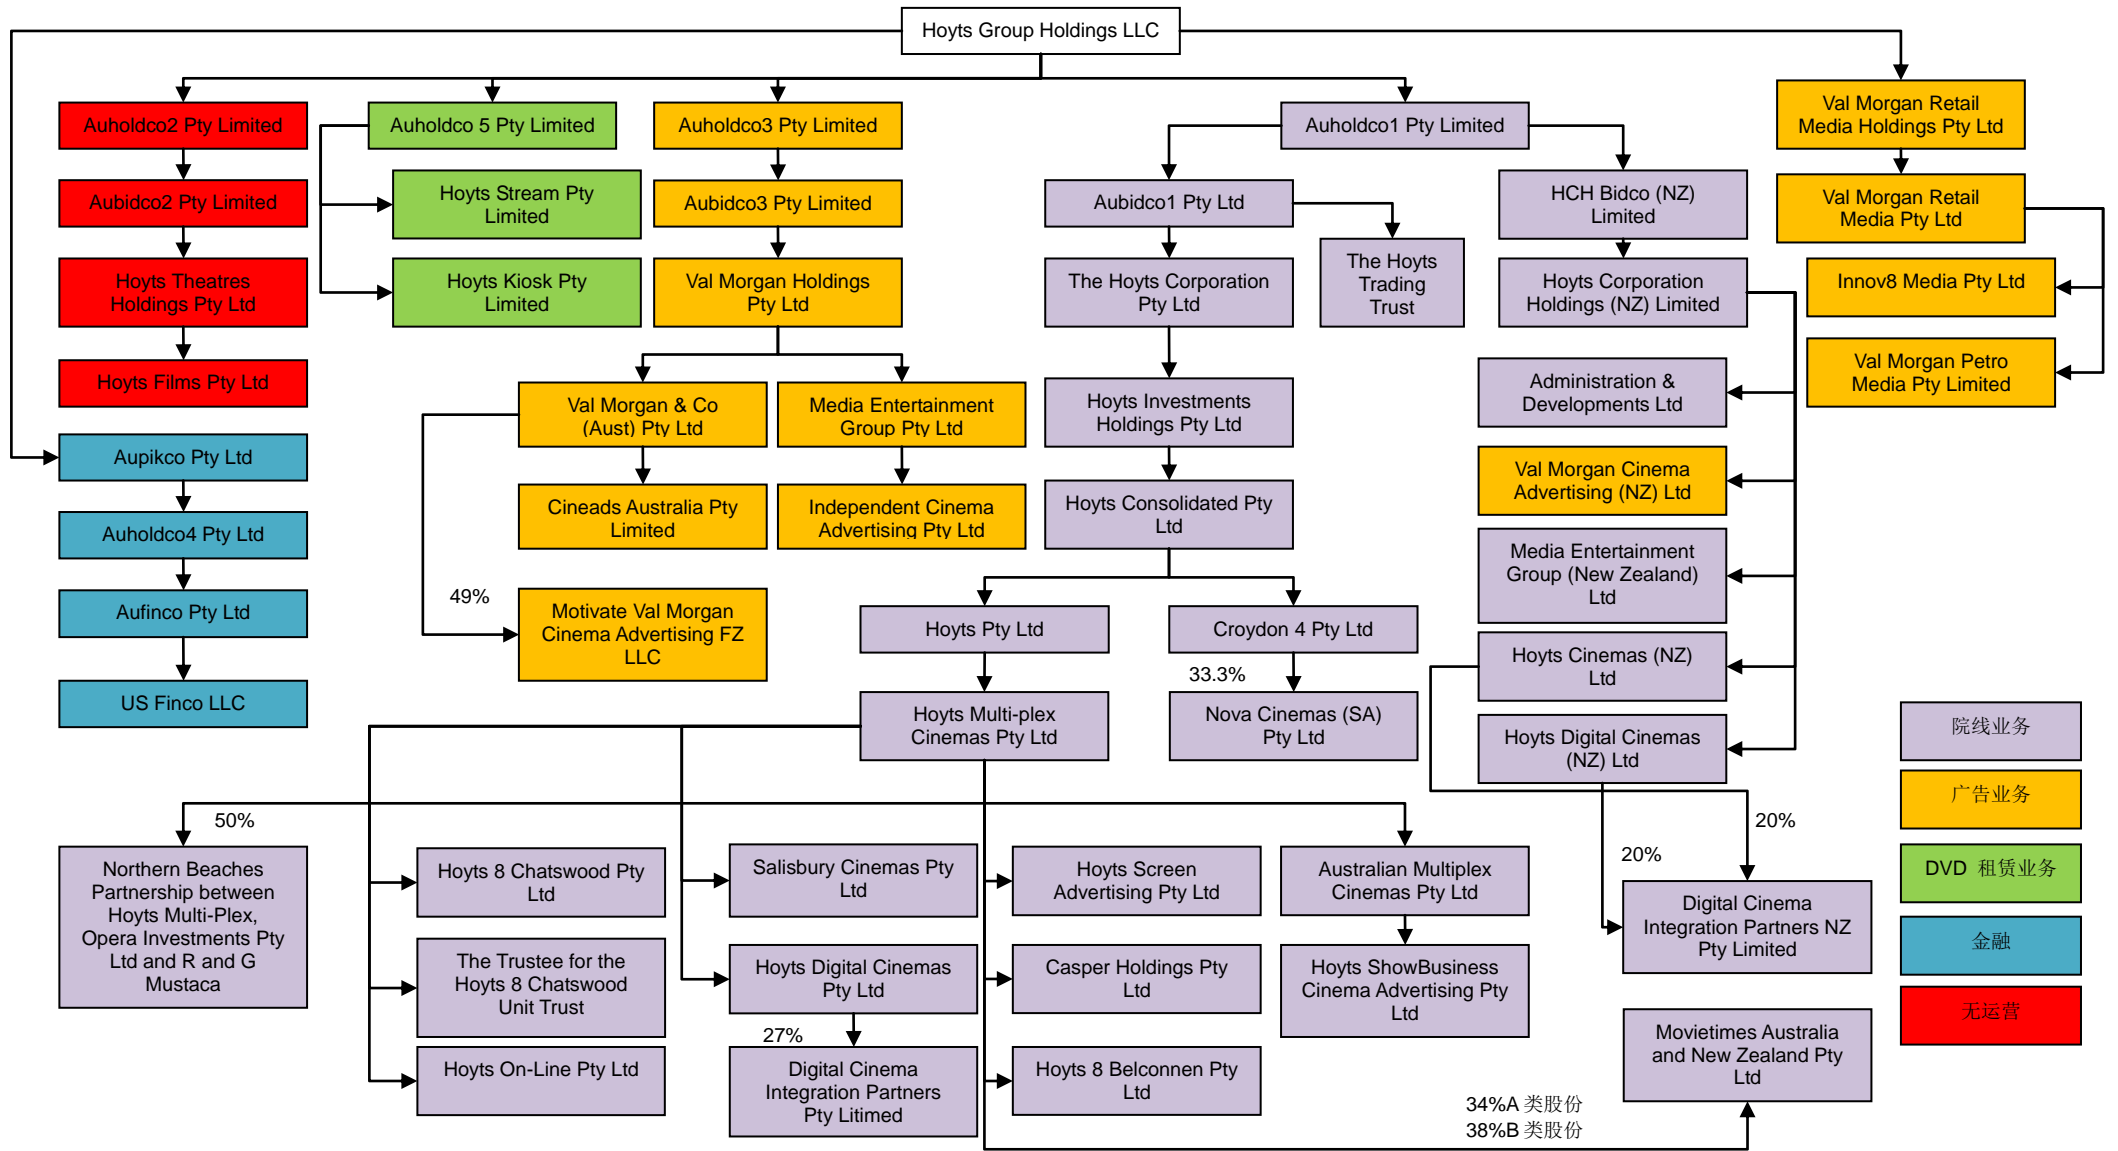 Hoyts Group Holdings LLC
Auholdco2 Pty Limited
Aubidco2 Pty Limited
Hoyts Theatres
Holdings Pty Ltd
Hoyts Films Pty Ltd
Aupikco Pty Ltd
Auholdco4 Pty Ltd
Aufinco Pty Ltd
US Finco LLC
Auholdco 5 Pty Limited
Hoyts Stream Pty
Limited
Hoyts Kiosk Pty
Limited
Auholdco3 Pty Limited
Aubidco3 Pty Limited
Val Morgan Holdings
Pty Ltd
Val Morgan & Co
(Aust) Pty Ltd
Media Entertainment
Group Pty Ltd
Cineads Australia Pty
Limited
Independent Cinema
Advertising Pty Ltd
49%
Motivate Val Morgan
Cinema Advertising FZ
LLC
Auholdco1 Pty Limited
Aubidco1 Pty Ltd
The Hoyts
Trading
Trust
The Hoyts Corporation
Pty Ltd
Hoyts Investments
Holdings Pty Ltd
Hoyts Consolidated Pty
Ltd
Hoyts Pty Ltd
Croydon 4 Pty Ltd
33.3%
Hoyts Multi-plex
Cinemas Pty Ltd
Nova Cinemas (SA)
Pty Ltd
HCH Bidco (NZ)
Limited
Hoyts Corporation
Holdings (NZ) Limited
Administration &
Developments Ltd
Val Morgan Cinema
Advertising (NZ) Ltd
Media Entertainment
Group (New Zealand)
Ltd
Hoyts Cinemas (NZ)
Ltd
Hoyts Digital Cinemas
(NZ) Ltd
Val Morgan Retail
Media Holdings Pty Ltd
Val Morgan Retail
Media Pty Ltd
Innov8 Media Pty Ltd
Val Morgan Petro
Media Pty Limited
50%
Northern Beaches
Partnership between
Hoyts Multi-Plex,
Opera Investments Pty
Ltd and R and G
Mustaca
Hoyts 8 Chatswood Pty
Ltd
The Trustee for the
Hoyts 8 Chatswood
Unit Trust
Hoyts On-Line Pty Ltd
Salisbury Cinemas Pty
Ltd
Hoyts Digital Cinemas
Pty Ltd
27%
Digital Cinema
Integration Partners
Pty Litimed
Hoyts Screen
Advertising Pty Ltd
Casper Holdings Pty
Ltd
Hoyts 8 Belconnen Pty
Ltd
Australian Multiplex
Cinemas Pty Ltd
Hoyts ShowBusiness
Cinema Advertising Pty
Ltd
20%
20%
Digital Cinema
Integration Partners NZ
Pty Limited
Movietimes Australia
and New Zealand Pty
Ltd
34%A 类股份
38%B 类股份
院线业务
广告业务
DVD 租赁业务
金融
无运营